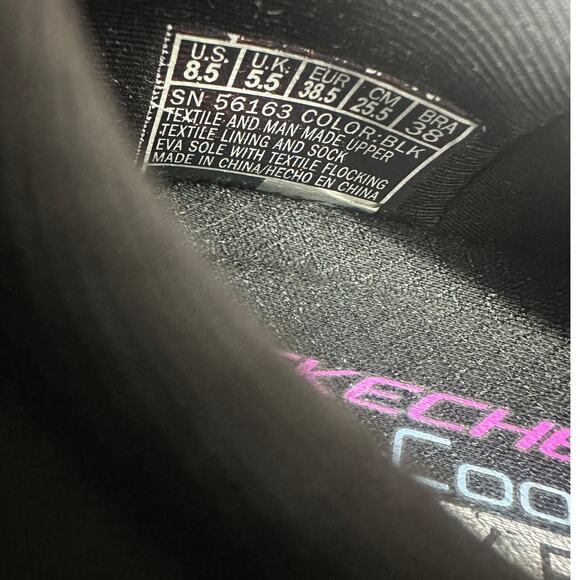 U.S. U.K. EUR CM BRA
8.5 5.5 38.5 25.5 38
SN 56163 COLOR:BLK
TEXTILE AND MAN MADE UPPER
TEXTILE LINING AND SOCK
EVA SOLE WITH TEXTILE FLOCKING
MADE IN CHINA/HECHO EN CHINA